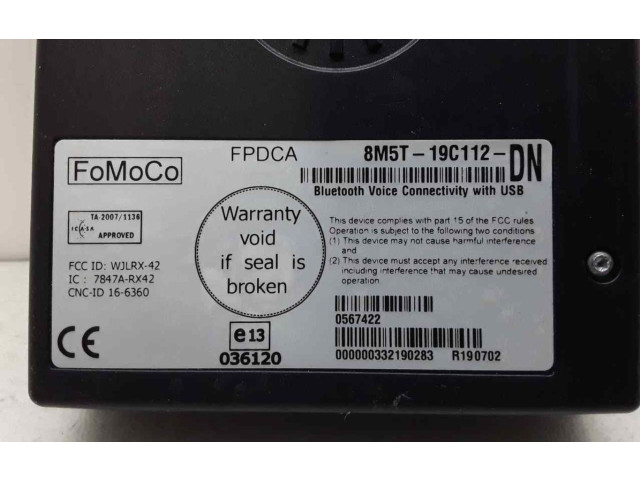 FoMoCo
FPDCA
8M5T-19C112-DN
Bluetooth Voice Connectivity with USB
TA-2007/1136
ICASA
APPROVED
Warranty
void
if seal is
broken
This device complies with part 15 of the FCC rules
Operation is subject to the following two conditions
(1) This device may not cause harmful interference
and
(2) This device must accept any interference received
including interference that may cause undesired
operation.
FCC ID: WJLRX-42
IC : 7847A-RX42
CNC-ID 16-6360
CE
e13
036120
0567422
000000332190283 R190702